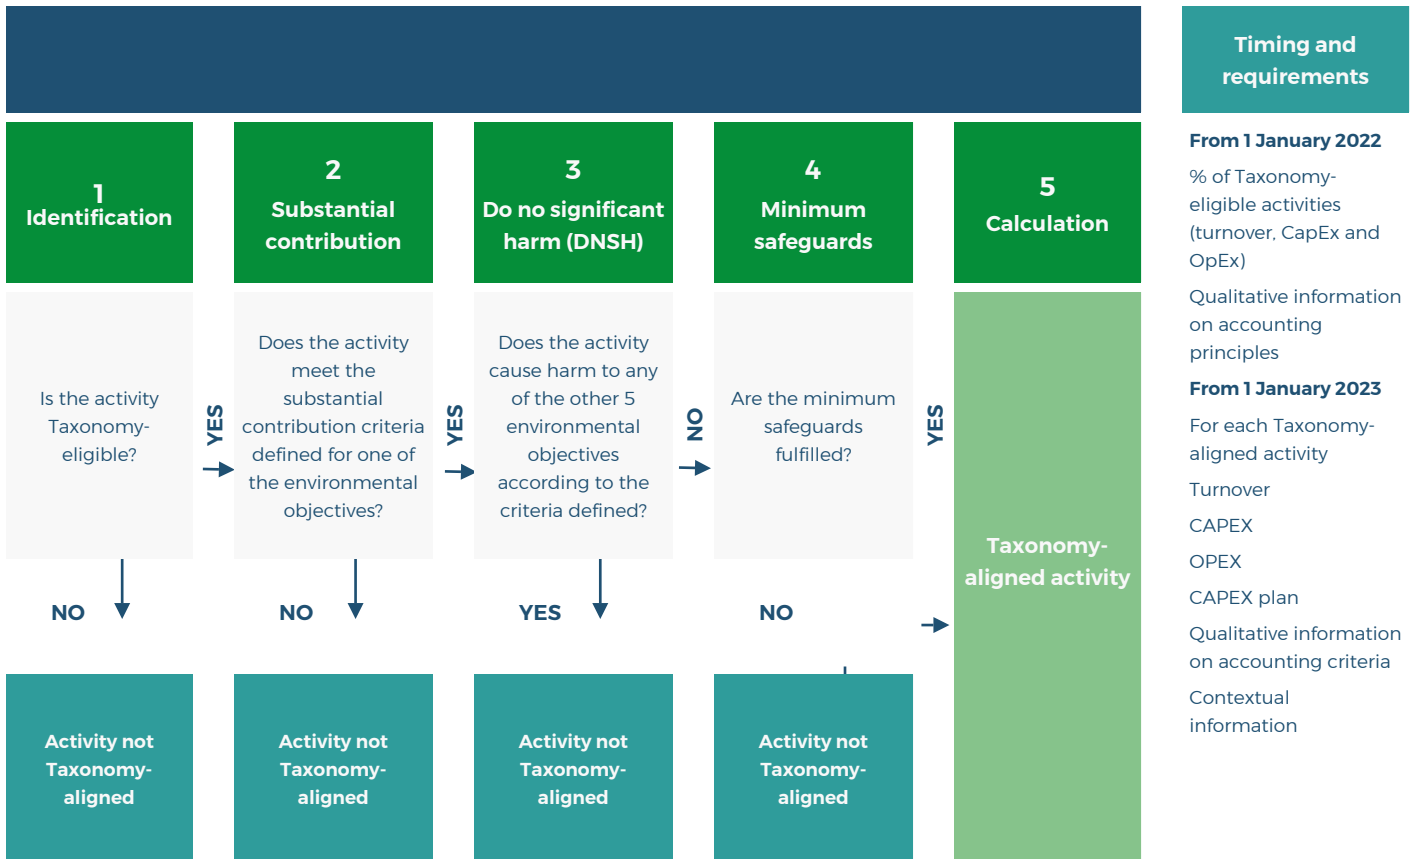 Timing and
requirements
1
Identification
2
Substantial
contribution
3
Do no significant
harm (DNSH)
4
Minimum
safeguards
5
Calculation
Is the activity
Taxonomy-
eligible?
YES
Does the activity
meet the
substantial
contribution criteria
defined for one of
the environmental
objectives?
YES
Does the activity
cause harm to any
of the other 5
environmental
objectives
according to the
criteria defined?
NO
Are the minimum
safeguards
fulfilled?
YES
NO
NO
YES
NO
Activity not
Taxonomy-
aligned
Activity not
Taxonomy-
aligned
Activity not
Taxonomy-
aligned
Activity not
Taxonomy-
aligned
Taxonomy-
aligned activity
From 1 January 2022
% of Taxonomy-
eligible activities
(turnover, CapEx and
OpEx)
Qualitative information
on accounting
principles
From 1 January 2023
For each Taxonomy-
aligned activity
Turnover
CAPEX
OPEX
CAPEX plan
Qualitative information
on accounting criteria
Contextual
information